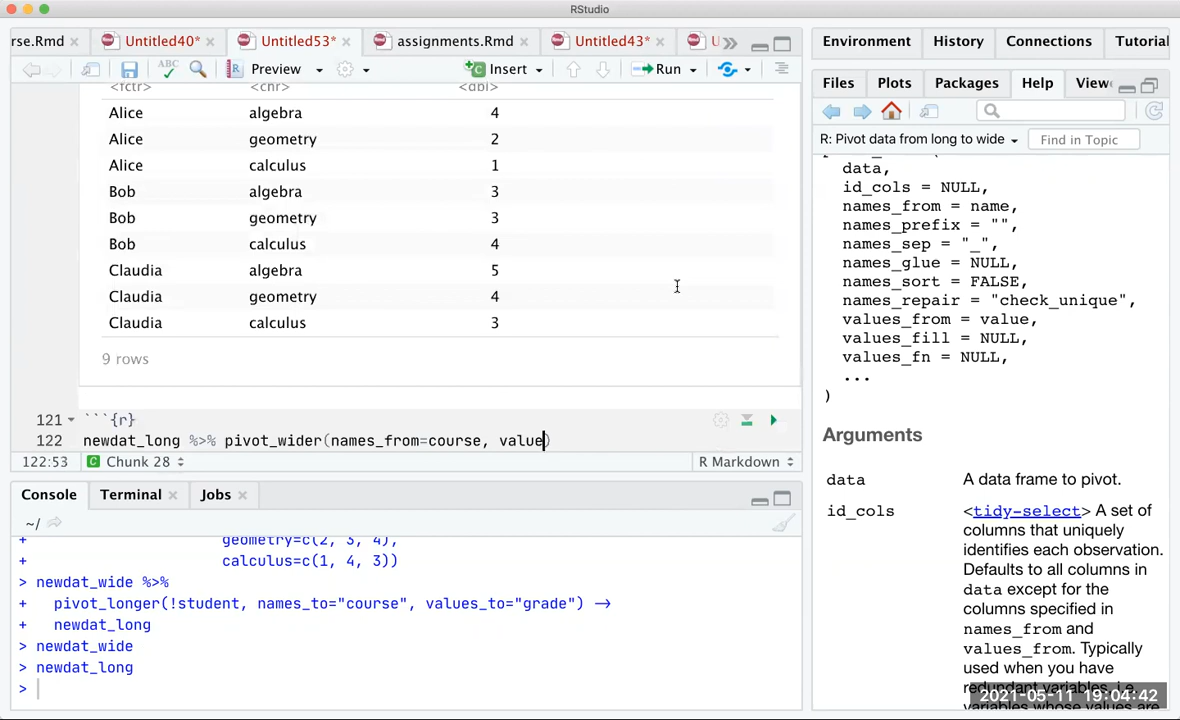 RStudio
rse.Rmd
Untitled40*
Untitled53*
assignments.Rmd
Untitled43*
U
ABC
Preview
Insert
Run
<fctr> <chr> <dbl>
Alice algebra 4
Alice geometry 2
Alice calculus 1
Bob algebra 3
Bob geometry 3
Bob calculus 4
Claudia algebra 5
Claudia geometry 4
Claudia calculus 3
9 rows
121 ```{r}
122 newdat_long %>% pivot_wider(names_from=course, value)
122:53 C Chunk 28 R Markdown
Console Terminal Jobs
~/
+ geometry=c(2, 3, 4),
+ calculus=c(1, 4, 3))
> newdat_wide %>%
+ pivot_longer(!student, names_to="course", values_to="grade") ->
+ newdat_long
> newdat_wide
> newdat_long
>
Environment History Connections Tutorial
Files Plots Packages Help View
R: Pivot data from long to wide Find in Topic
data,
id_cols = NULL,
names_from = name,
names_prefix = "",
names_sep = "_",
names_glue = NULL,
names_sort = FALSE,
names_repair = "check_unique",
values_from = value,
values_fill = NULL,
values_fn = NULL,
...
)
Arguments
data A data frame to pivot.
id_cols <tidy-select> A set of
columns that uniquely
identifies each observation.
Defaults to all columns in
data except for the
columns specified in
names_from and
values_from. Typically
used when you have
redundant variables, i.e.
variables whose values are
2021-05-11 19:04:42